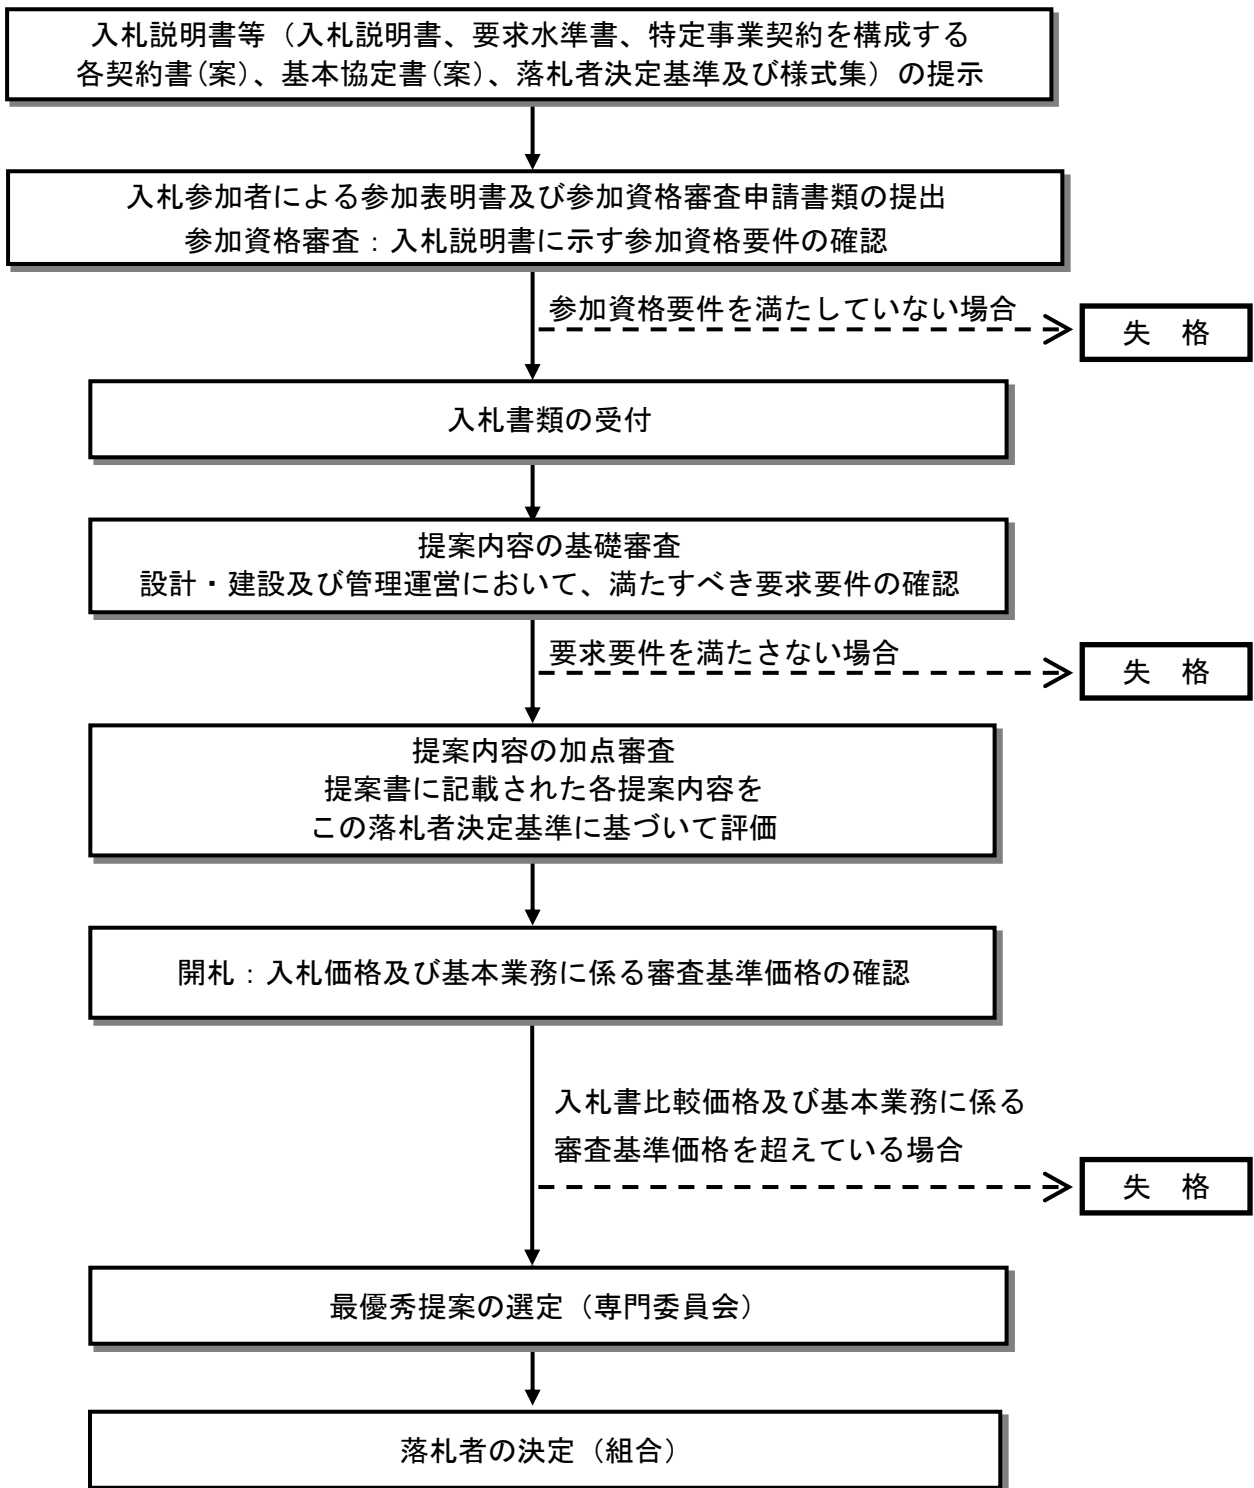 入札説明書等（入札説明書、要求水準書、特定事業契約を構成する
各契約書(案)、基本協定書(案)、落札者決定基準及び様式集）の提示
入札参加者による参加表明書及び参加資格審査申請書類の提出
参加資格審査：入札説明書に示す参加資格要件の確認
参加資格要件を満たしていない場合
失　格
入札書類の受付
提案内容の基礎審査
設計・建設及び管理運営において、満たすべき要求要件の確認
要求要件を満たさない場合
失　格
提案内容の加点審査
提案書に記載された各提案内容を
この落札者決定基準に基づいて評価
開札：入札価格及び基本業務に係る審査基準価格の確認
入札書比較価格及び基本業務に係る
審査基準価格を超えている場合
失　格
最優秀提案の選定（専門委員会）
落札者の決定（組合）